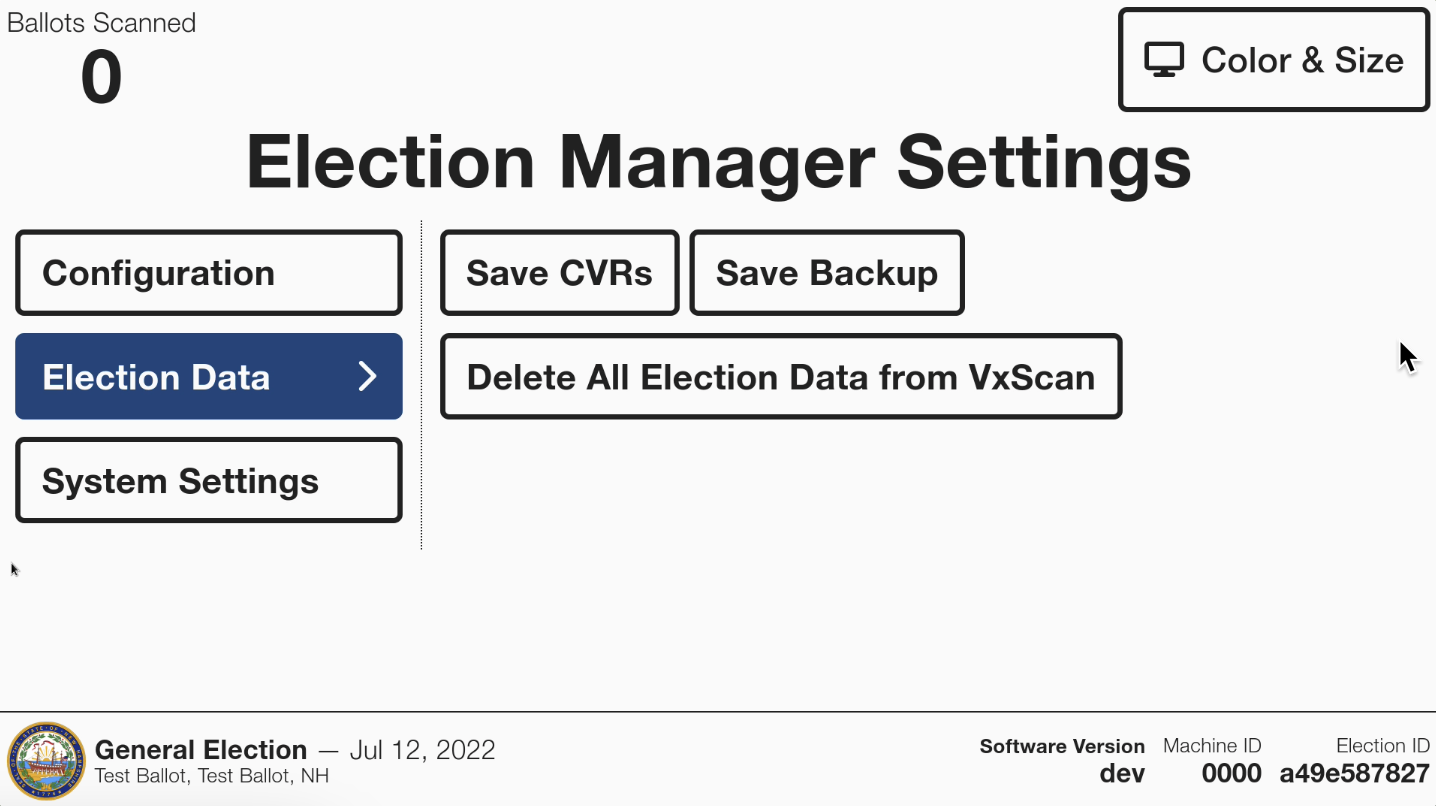 Ballots Scanned
0
Color & Size
Election Manager Settings
Configuration
Save CVRs
Save Backup
Election Data
Delete All Election Data from VxScan
System Settings
General Election — Jul 12, 2022
Test Ballot, Test Ballot, NH
Software Version
dev
Machine ID
0000
Election ID
a49e587827